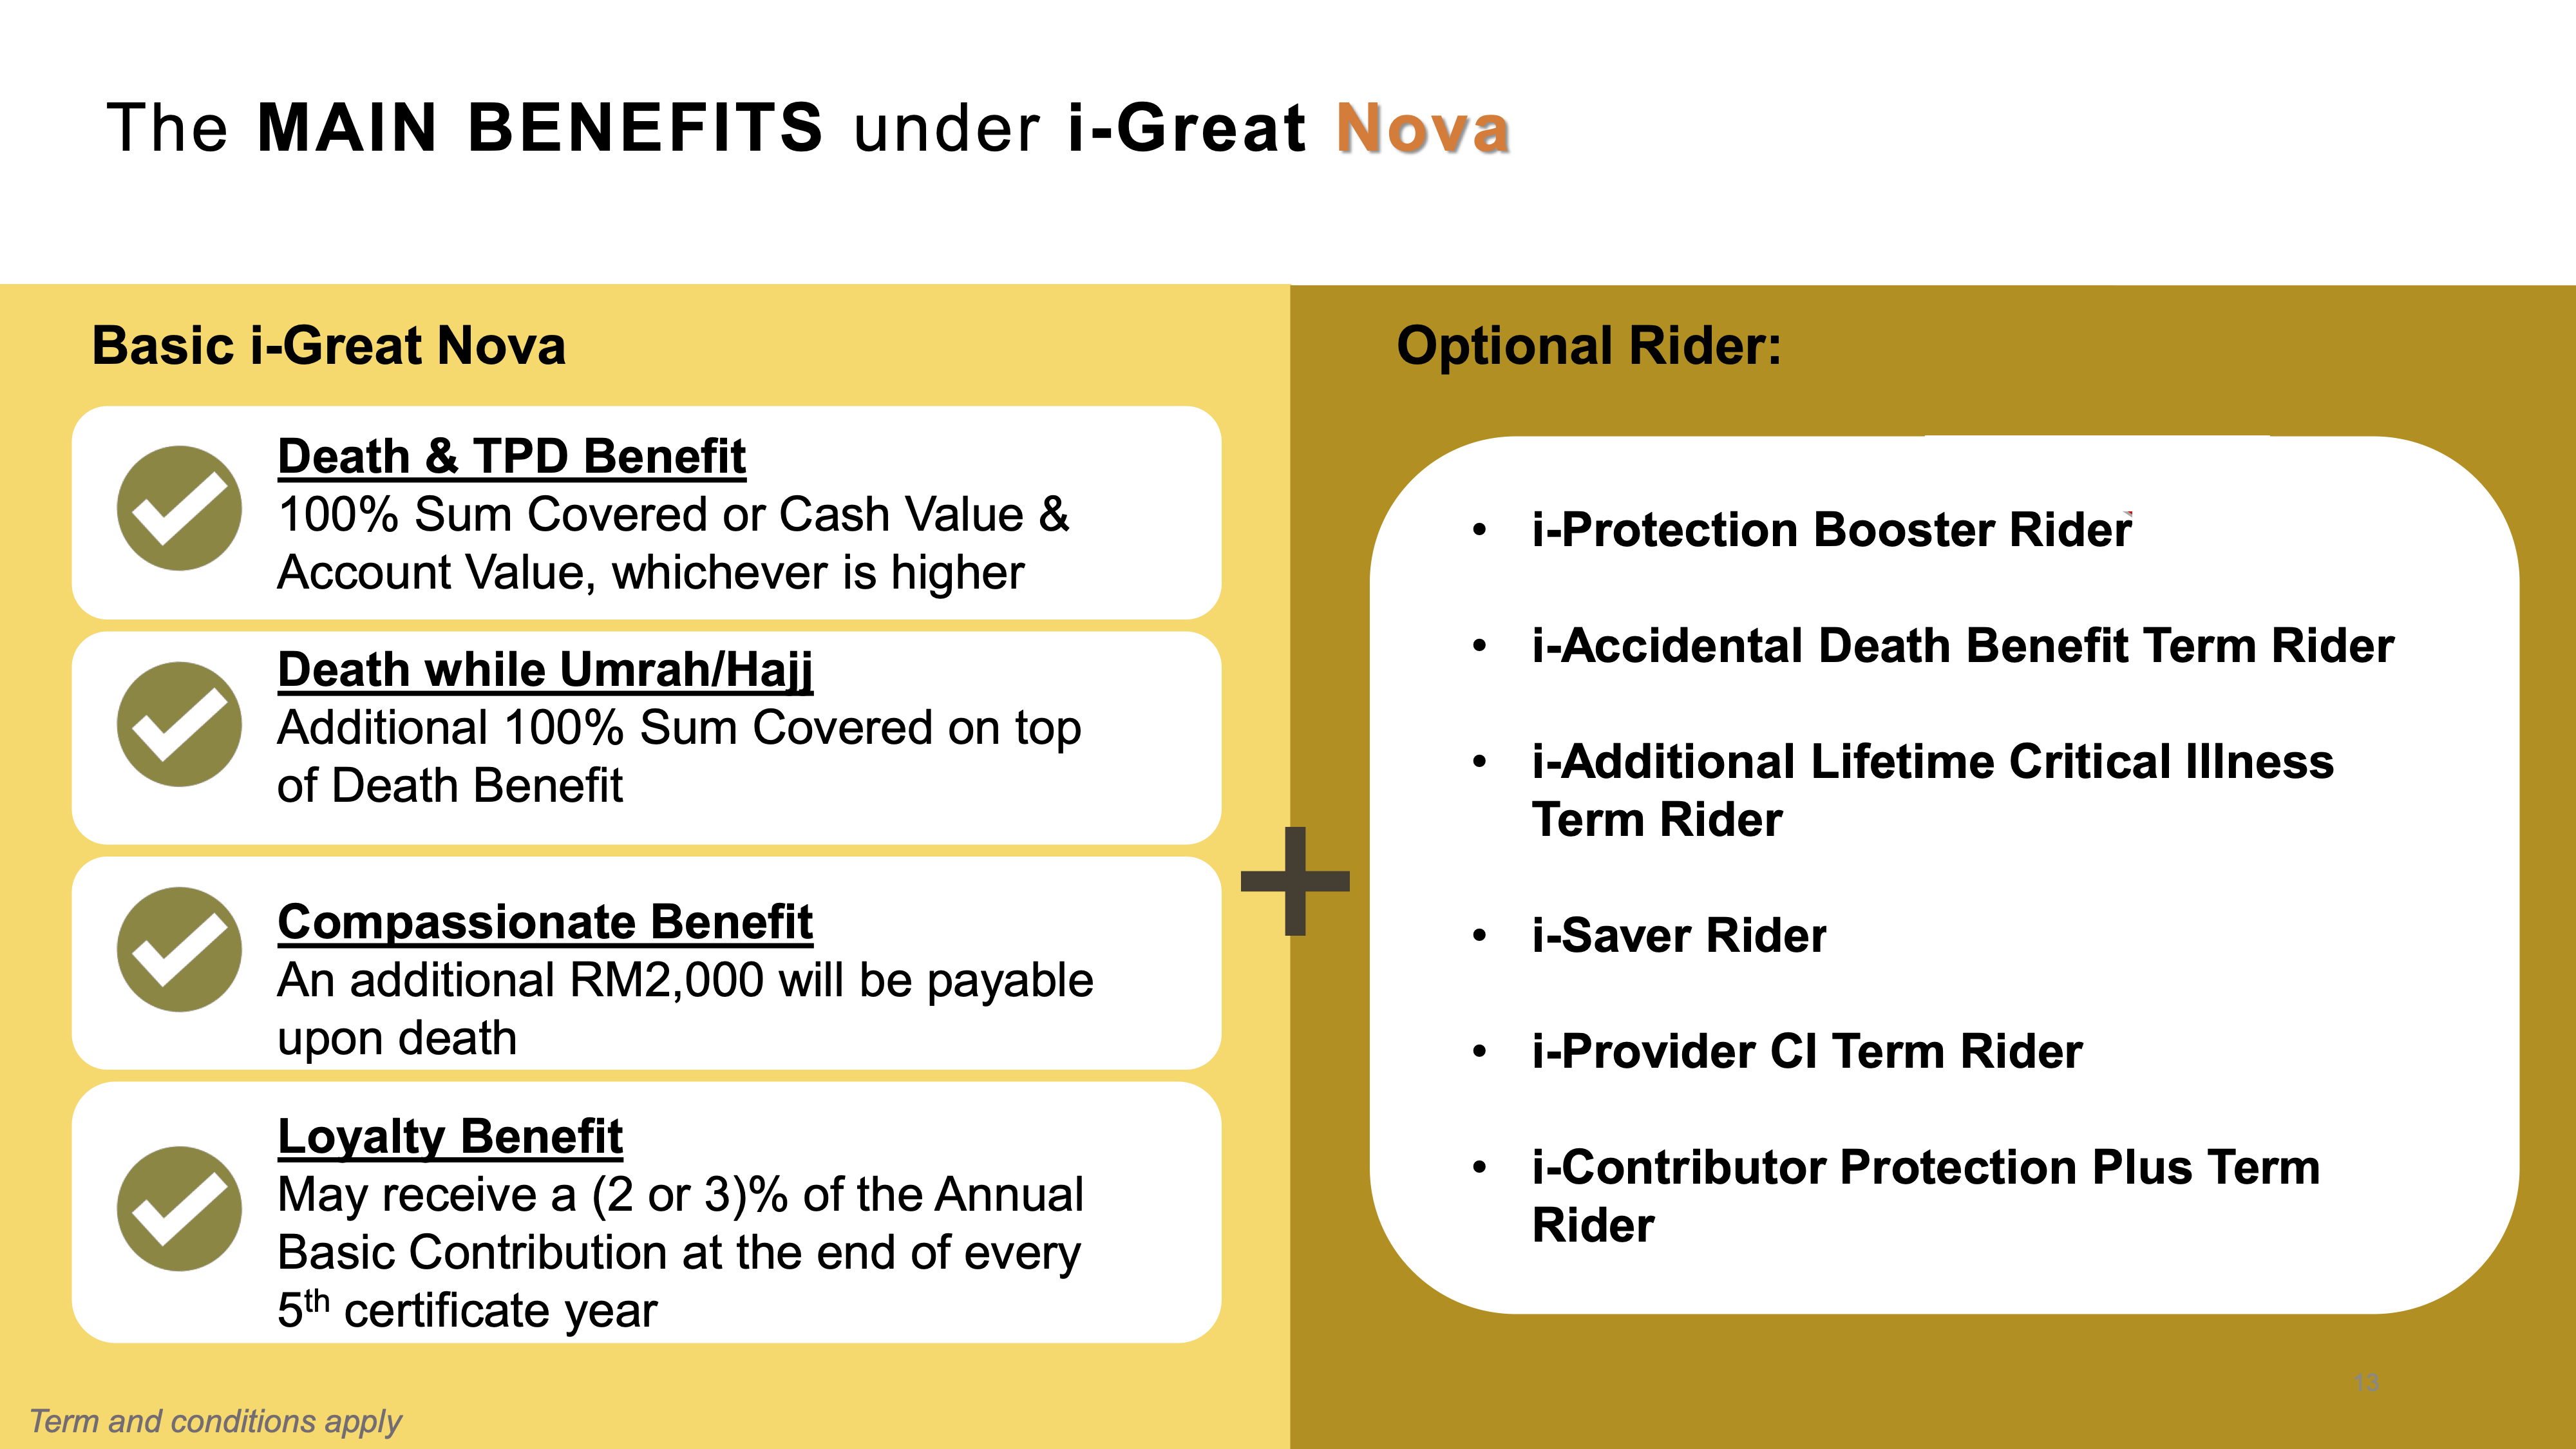 The MAIN BENEFITS under i-Great Nova
Basic i-Great Nova
Death & TPD Benefit
100% Sum Covered or Cash Value &
Account Value, whichever is higher
Death while Umrah/Hajj
Additional 100% Sum Covered on top
of Death Benefit
Compassionate Benefit
An additional RM2,000 will be payable
upon death
Loyalty Benefit
May receive a (2 or 3)% of the Annual
Basic Contribution at the end of every
5th certificate year
Term and conditions apply
Optional Rider:
• i-Protection Booster Rider
• i-Accidental Death Benefit Term Rider
• i-Additional Lifetime Critical Illness
Term Rider
• i-Saver Rider
• i-Provider CI Term Rider
• i-Contributor Protection Plus Term
Rider
13